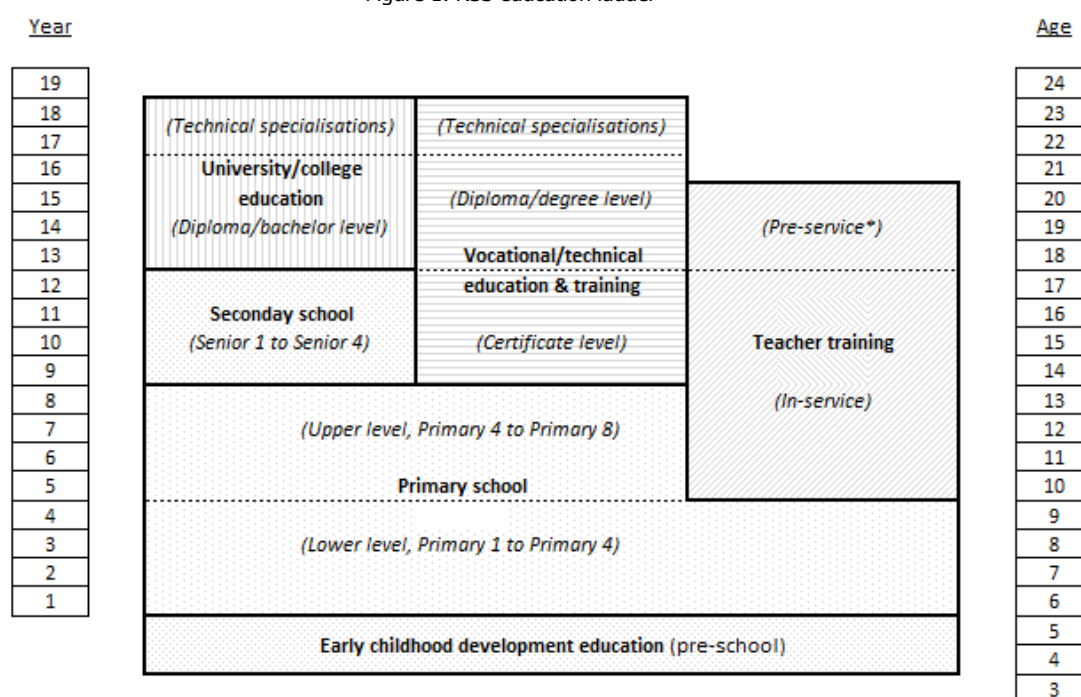 Year
Age
19
18
17
16
15
14
13
12
11
10
9
8
7
6
5
4
3
2
1
(Technical specialisations)
University/college
education
(Diploma/bachelor level)
Seconday school
(Senior 1 to Senior 4)
(Technical specialisations)
(Diploma/degree level)
Vocational/technical
education & training
(Certificate level)
(Pre-service*)
Teacher training
(In-service)
(Upper level, Primary 4 to Primary 8)
Primary school
(Lower level, Primary 1 to Primary 4)
Early childhood development education (pre-school)
24
23
22
21
20
19
18
17
16
15
14
13
12
11
10
9
8
7
6
5
4
3